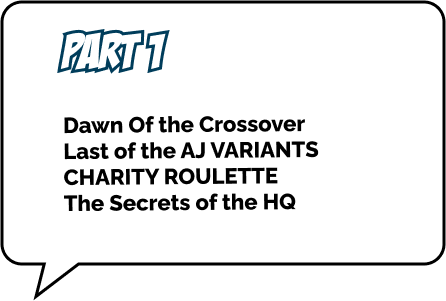 PART 1
Dawn Of the Crossover
Last of the AJ VARIANTS
CHARITY ROULETTE
The Secrets of the HQ